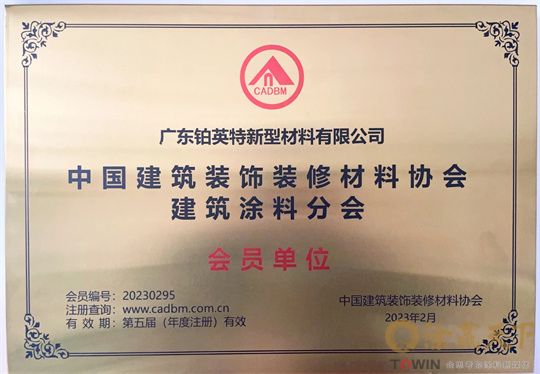 CADBM
广东铂英特新型材料有限公司
中国建筑装饰装修材料协会
建筑涂料分会
会员单位
会员编号：20230295
注册查询：www.cadbm.com.cn
有 效 期：第五届（年度注册）有效
中国建筑装饰装修材料协会
2023年2月
TAWIN